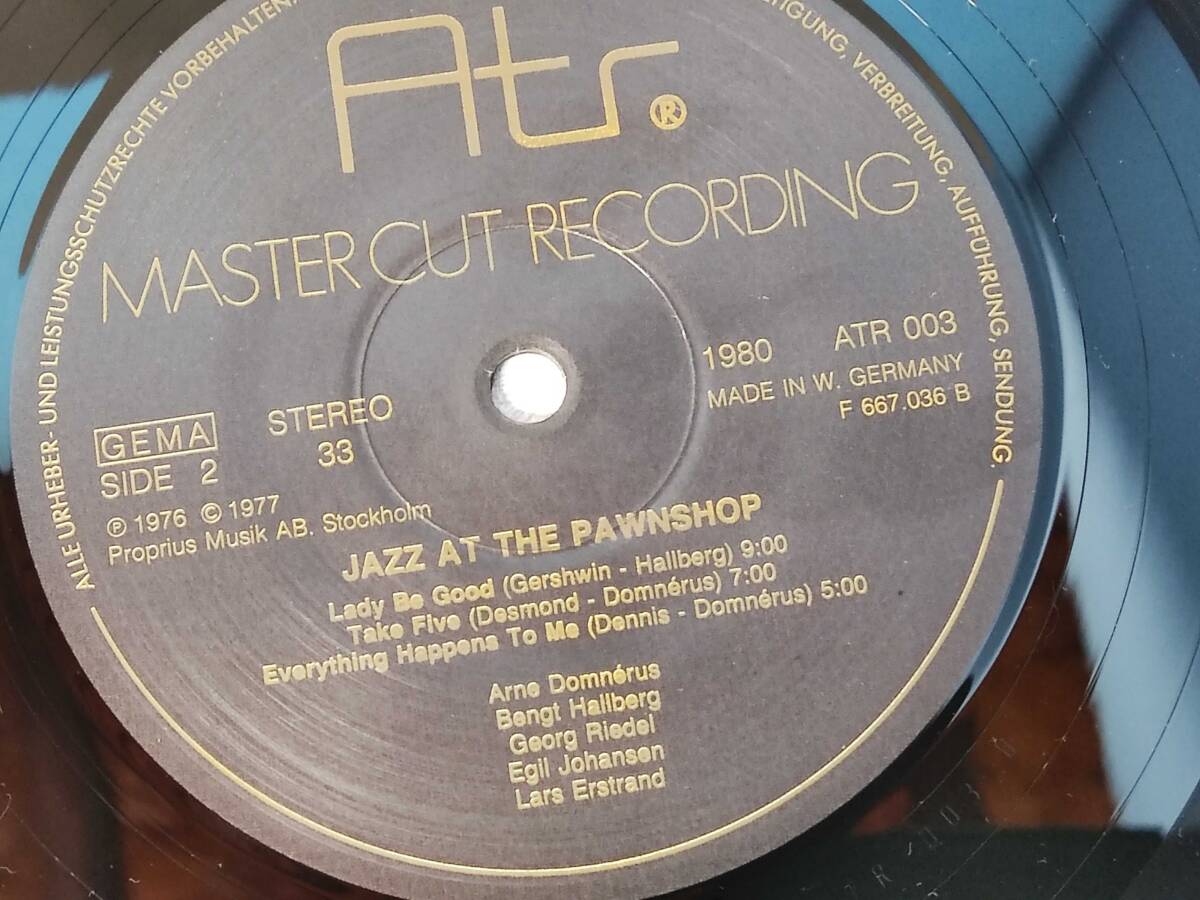 ALLE URHEBER- UND LEISTUNGSSCHUTZRECHTE VORBEHALTEN,
VERBREITUNG, AUFFÜHRUNG, SENDUNG.
Atr ®
MASTER CUT RECORDING
GEMA
SIDE 2
STEREO
33
1980 ATR 003
MADE IN W. GERMANY
F 667.036 B
℗ 1976 © 1977
Proprius Musik AB. Stockholm
JAZZ AT THE PAWNSHOP
Lady Be Good (Gershwin - Hallberg) 9:00
Take Five (Desmond - Domnérus) 7:00
Everything Happens To Me (Dennis - Domnérus) 5:00
Arne Domnérus
Bengt Hallberg
Georg Riedel
Egil Johansen
Lars Erstrand